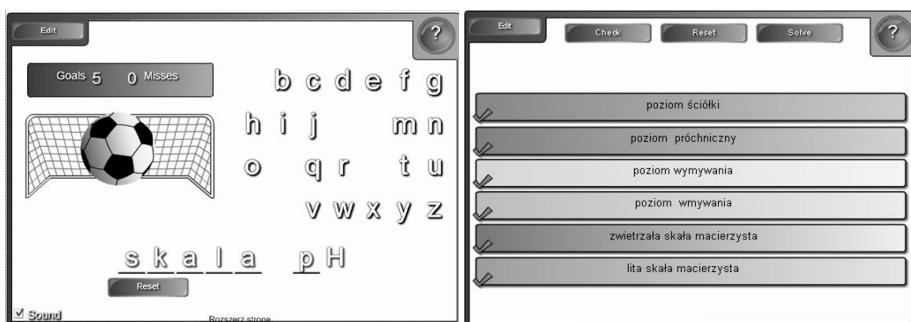 Edit
?
Goals 5 0 Misses
b c d e f g
h i j m n
o q r t u
v w x y z
s k a l a p H
Reset
Sound
Rozszerz stronę
Edit
Check Reset Solve
?
poziom ściółki
poziom próchniczny
poziom wymywania
poziom wmywania
zwietrzała skała macierzysta
lita skała macierzysta